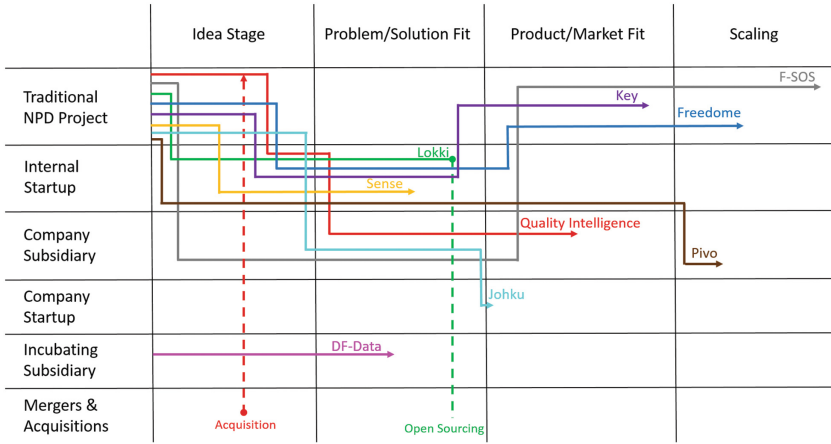 Idea Stage
Problem/Solution Fit
Product/Market Fit
Scaling
Traditional
NPD Project
F-SOS
Key
Freedome
Internal
Startup
Lokki
Sense
Company
Subsidiary
Quality Intelligence
Pivo
Company
Startup
Johku
Incubating
Subsidiary
DF-Data
Mergers &
Acquisitions
Acquisition
Open Sourcing